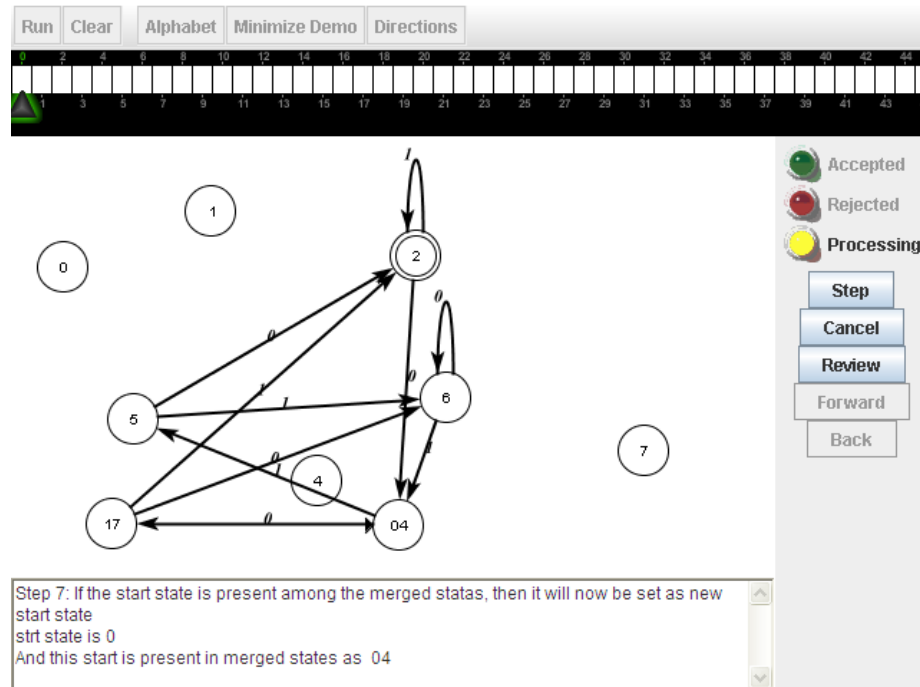 Run Clear Alphabet Minimize Demo Directions
0 2 4 6 8 10 12 14 16 18 20 22 24 26 28 30 32 34 36 38 40 42 44
1 3 5 7 9 11 13 15 17 19 21 23 25 27 29 31 33 35 37 39 41 43
1
Accepted
1
Rejected
Processing
2
0
Step
0
Cancel
0
Review
0
1
6
Forward
1
5
Back
1
7
0
1
4
0
17
04
Step 7: If the start state is present among the merged statas, then it will now be set as new
start state
strt state is 0
And this start is present in merged states as 04